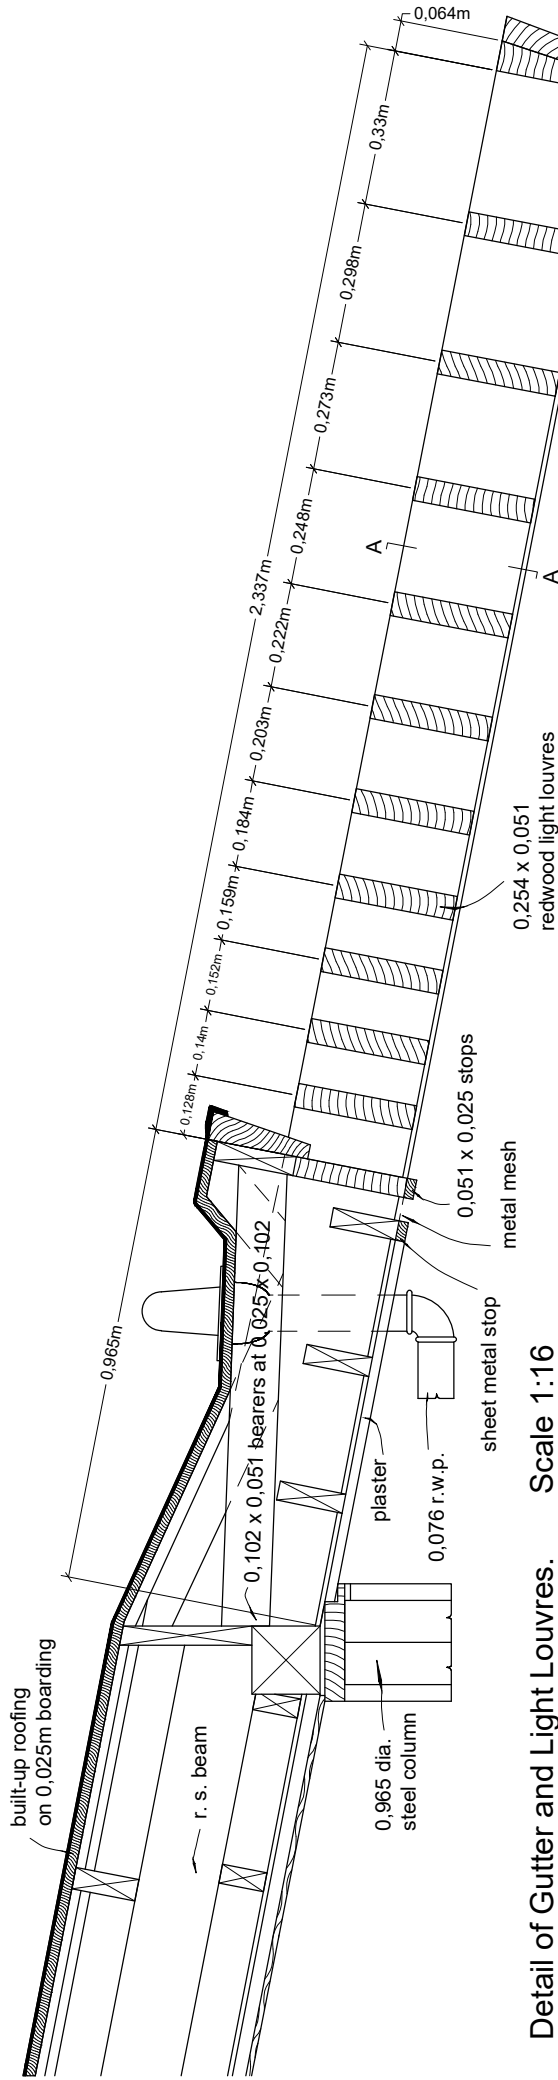 built-up roofing
on 0,025m boarding
r. s. beam
0,965m
0,102 x 0,051 bearers at 0,025 x 0,102
0,965 dia.
steel column
plaster
0,076 r.w.p.
sheet metal stop
metal mesh
0,051 x 0,025 stops
0,254 x 0,051
redwood light louvres
2,337m
0,128m
0,14m
0,152m
0,159m
0,184m
0,203m
0,222m
0,248m
0,273m
0,298m
0,33m
0,064m
A
A
Detail of Gutter and Light Louvres. Scale 1:16